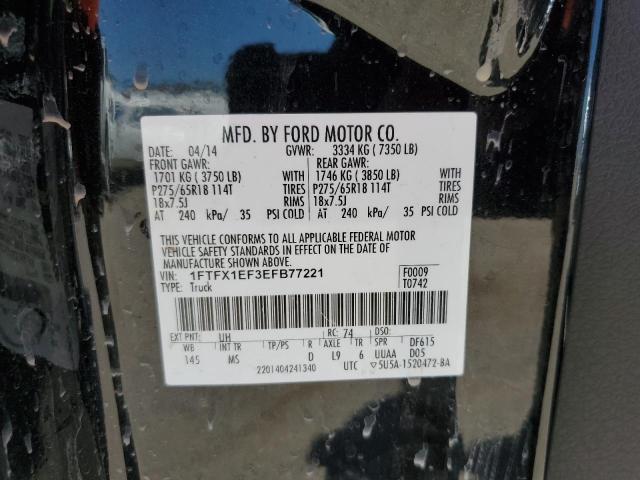 MFD. BY FORD MOTOR CO.
DATE: 04/14 GVWR: 3334 KG ( 7350 LB)
FRONT GAWR: REAR GAWR:
1701 KG ( 3750 LB) WITH 1746 KG ( 3850 LB) WITH
P275/65R18 114T TIRES P275/65R18 114T TIRES
18x7.5J RIMS 18x7.5J RIMS
AT 240 kPa/ 35 PSI COLD AT 240 kPa/ 35 PSI COLD
THIS VEHICLE CONFORMS TO ALL APPLICABLE FEDERAL MOTOR
VEHICLE SAFETY STANDARDS IN EFFECT ON THE DATE OF
MANUFACTURE SHOWN ABOVE.
VIN: 1FTFX1EF3EFB77221 F0009
TYPE: Truck T0742
EXT PNT: UH RC: 74 DSO:
WB INT TR TP/PS R AXLE TR SPR DF615
145 MS D L9 6 UUAA D05
2201404241340 UTC ▽5U5A-1520472-BA